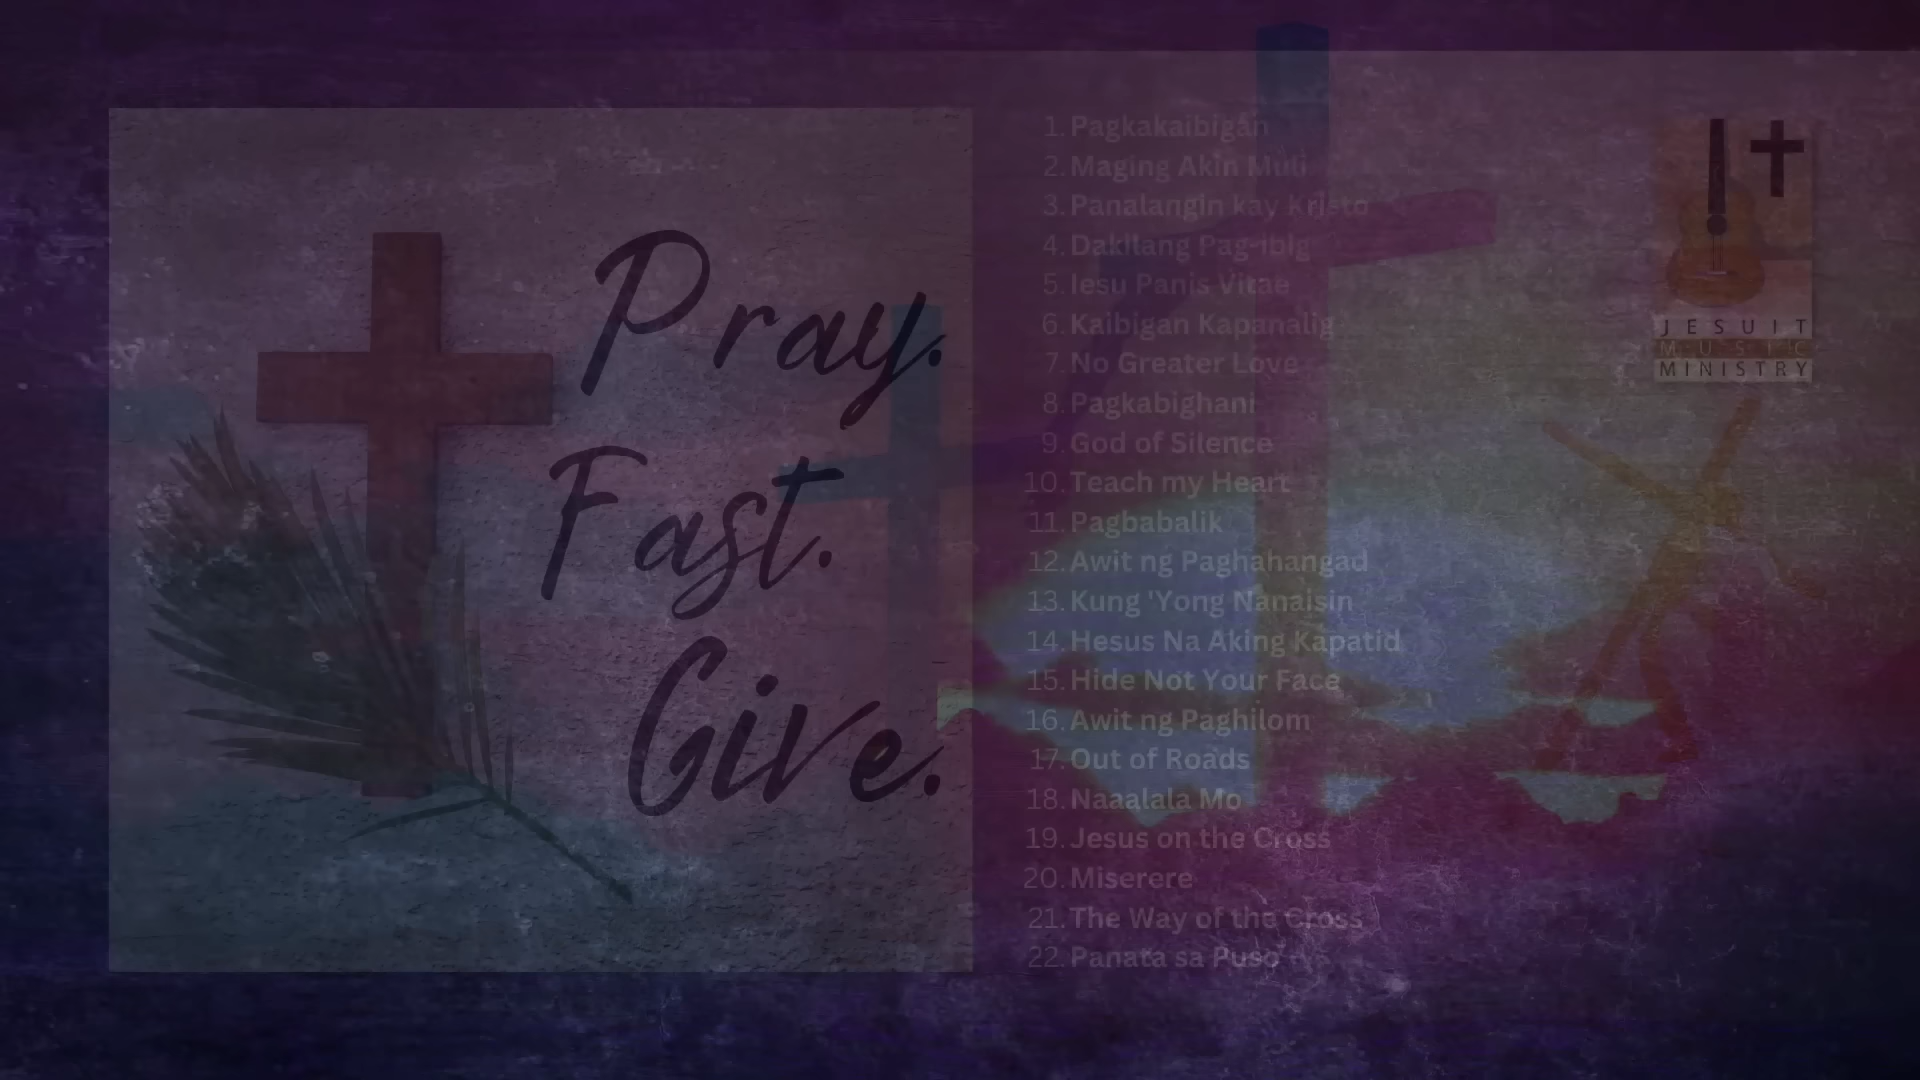 Pray.
Fast.
Give.
1. Pagkakaibigan
2. Maging Akin Muli
3. Panalangin kay Kristo
4. Dakilang Pag-ibig
5. Iesu Panis Vitae
6. Kaibigan Kapanalig
7. No Greater Love
8. Pagkabighani
9. God of Silence
10. Teach my Heart
11. Pagbabalik
12. Awit ng Paghahangad
13. Kung 'Yong Nanaisin
14. Hesus Na Aking Kapatid
15. Hide Not Your Face
16. Awit ng Paghilom
17. Out of Roads
18. Naaalala Mo
19. Jesus on the Cross
20. Miserere
21. The Way of the Cross
22. Panata sa Puso
JESUIT
MUSIC
MINISTRY